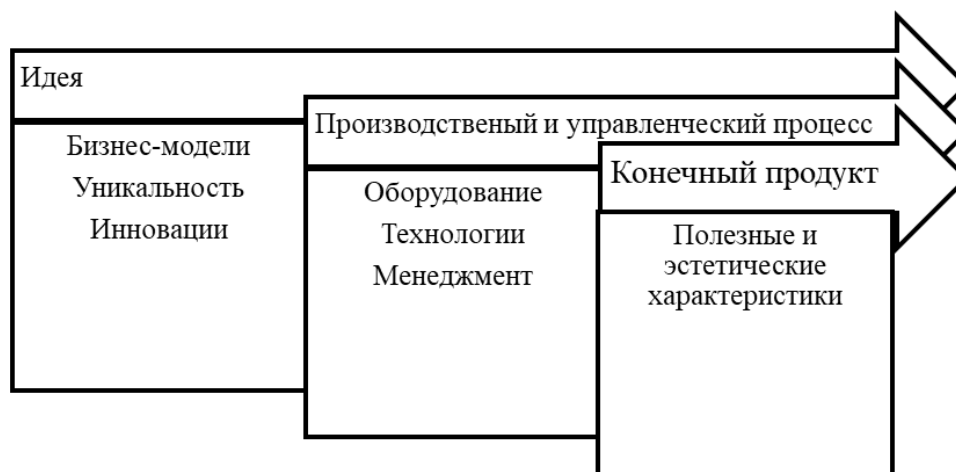 Идея
Бизнес-модели
Уникальность
Инновации
Производственый и управленческий процесс
Оборудование
Технологии
Менеджмент
Конечный продукт
Полезные и
эстетические
характеристики